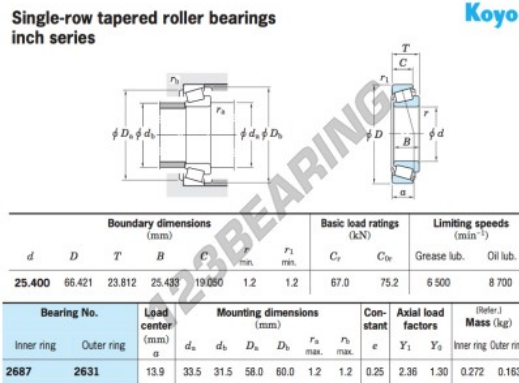 Single-row tapered roller bearings
inch series
Koyo
T
C
r1
r
B
φD
φd
a
rb
ra
φDa φdb
φda φDb
123BEARING
Boundary dimensions
(mm)
Basic load ratings
(kN)
Limiting speeds
(min⁻¹)
d D T B C r min. r1 min. Cr C0r Grease lub. Oil lub.
25.400 66.421 23.812 25.433 19.050 1.2 1.2 67.0 75.2 6 500 8 700
Bearing No.
Load center
(mm)
a
Mounting dimensions
(mm)
Con-
stant
Axial load
factors
(Refer.)
Mass (kg)
Inner ring Outer ring da db Da Db ra max. rb max. e Y1 Y0 Inner ring Outer rin
2687 2631 13.9 33.5 31.5 58.0 60.0 1.2 1.2 0.25 2.36 1.30 0.272 0.163